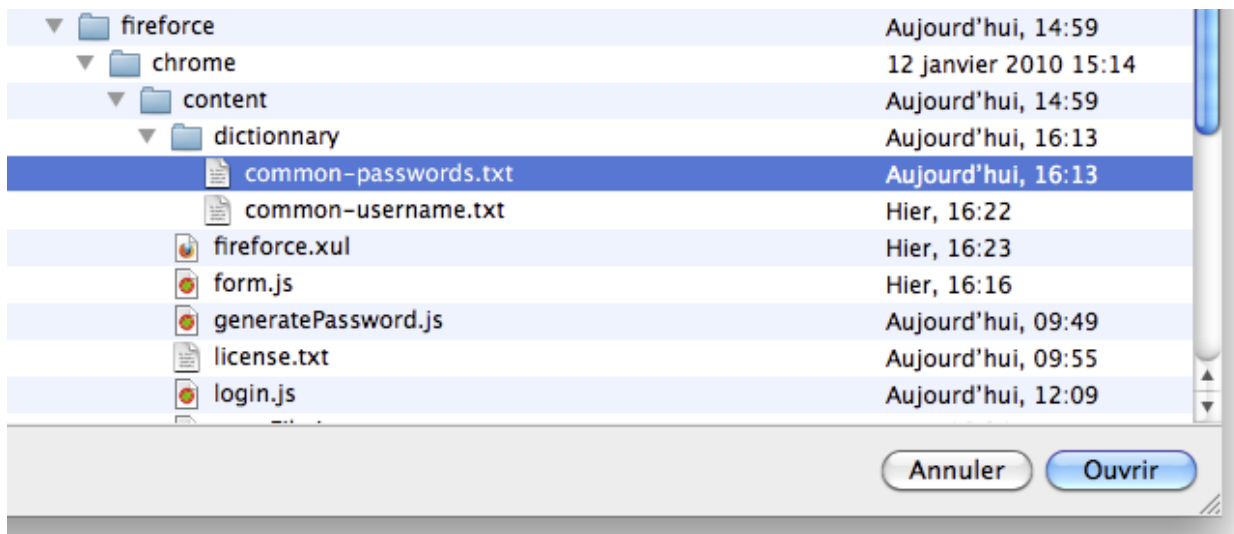 fireforce Aujourd'hui, 14:59
chrome 12 janvier 2010 15:14
content Aujourd'hui, 14:59
dictionnary Aujourd'hui, 16:13
common-passwords.txt Aujourd'hui, 16:13
common-username.txt Hier, 16:22
fireforce.xul Hier, 16:23
form.js Hier, 16:16
generatePassword.js Aujourd'hui, 09:49
license.txt Aujourd'hui, 09:55
login.js Aujourd'hui, 12:09
Annuler Ouvrir